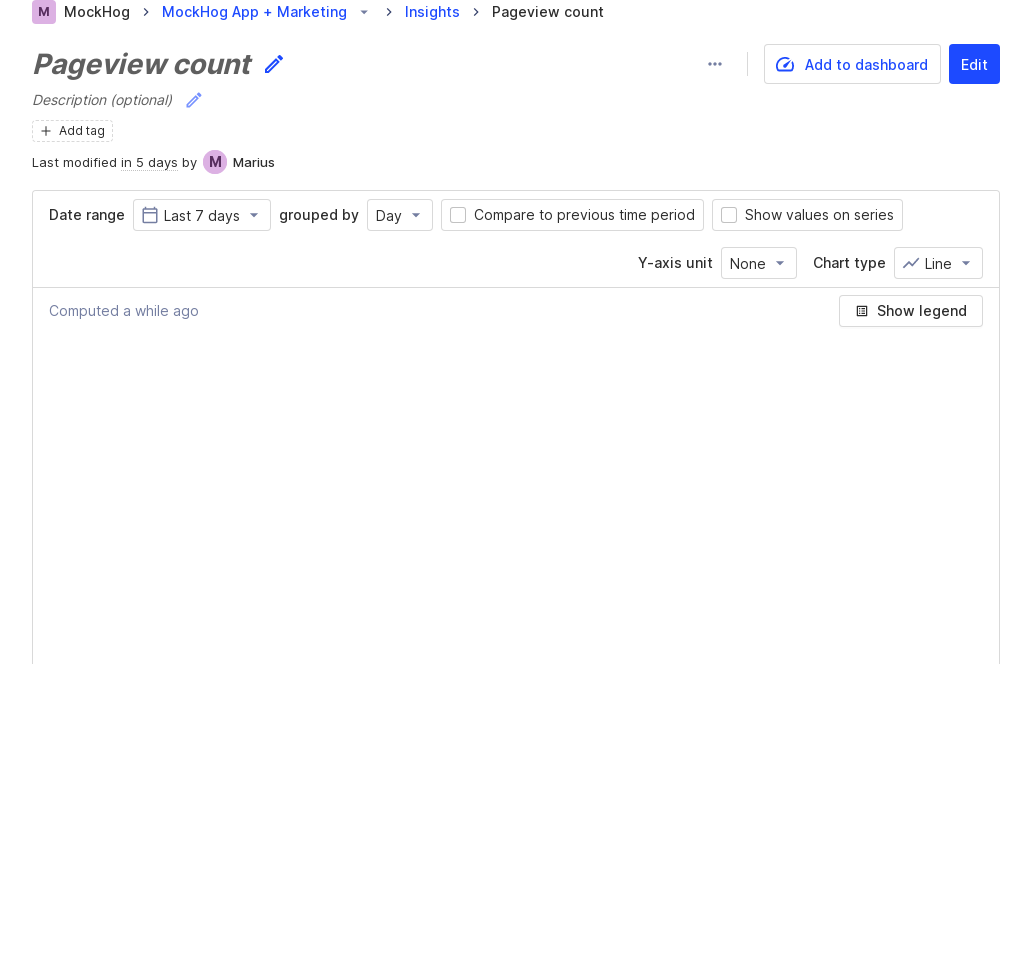 M MockHog MockHog App + Marketing Insights Pageview count
Pageview count
Add to dashboard Edit
Description (optional)
Add tag
Last modified in 5 days by M Marius
Date range Last 7 days grouped by Day Compare to previous time period Show values on series
Y-axis unit None Chart type Line
Computed a while ago Show legend